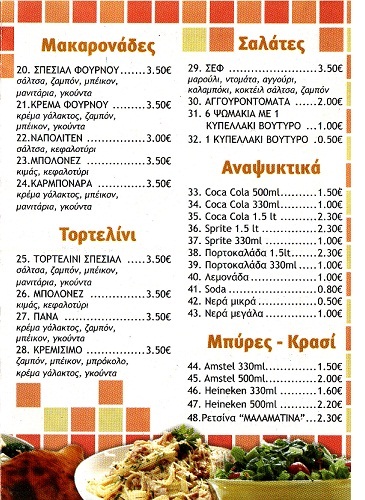 Μακαρονάδες
20. ΣΠΕΣΙΑΛ ΦΟΥΡΝΟΥ.......3.50€
σάλτσα, ζαμπόν, μπέικον,
μανιτάρια, γκούντα
21.ΚΡΕΜΑ ΦΟΥΡΝΟΥ ........3.50€
κρέμα γάλακτος, ζαμπόν,
μπέικον, γκούντα
22.ΝΑΠΟΛΙΤΕΝ ...............3.00€
σάλτσα, κεφαλοτύρι
23.ΜΠΟΛΟΝΕΖ ................3.50€
κιμάς, κεφαλοτύρι
24.ΚΑΡΜΠΟΝΑΡΑ .............3.50€
κρέμα γάλακτος, μπέικον,
μανιτάρια, γκούντα
Τορτελίνι
25. ΤΟΡΤΕΛΙΝΙ ΣΠΕΣΙΑΛ ......3.50€
σάλτσα, ζαμπόν, μπέικον,
μανιτάρια, γκούντα
26. ΜΠΟΛΟΝΕΖ ...............3.50€
κιμάς, κεφαλοτύρι
27. ΠΑΝΑ ......................3.50€
κρέμα γάλακτος, ζαμπόν,
μπέικον, γκούντα
28. ΚΡΕΜΙΣΙΜΟ ...............3.50€
ζαμπόν, μπέικον, μπρόκολο,
κρέμα γάλακτος, γκούντα
Σαλάτες
29. ΣΕΦ .........................3.50€
μαρούλι, ντομάτα, αγγούρι,
καλαμπόκι, κοκτέιλ σάλτσα, ζαμπόν
30. ΑΓΓΟΥΡΟΝΤΟΜΑΤΑ ........2.00€
31. 6 ΨΩΜΑΚΙΑ ΜΕ 1
ΚΥΠΕΛΛΑΚΙ ΒΟΥΤΥΡΟ ...1.00€
32. 1 ΚΥΠΕΛΛΑΚΙ ΒΟΥΤΥΡΟ .0.50€
Αναψυκτικά
33. Coca Cola 500ml.........1.50€
34. Coca Cola 330ml.........1.00€
35. Coca Cola 1.5 lt .........2.30€
36. Sprite 1.5 lt ..............2.30€
37. Sprite 330ml .............1.00€
38. Πορτοκαλάδα 1.5lt.......2.30€
39. Πορτοκαλάδα 330ml ....1.00€
40. Λεμονάδα..................1.00€
41. Soda .......................0.80€
42. Νερό μικρά ...............0.50€
43. Νερά μεγάλα .............1.00€
Μπύρες - Κρασί
44. Amstel 330ml............1.50€
45. Amstel 500ml............2.00€
46. Heineken 330ml.........1.60€
47. Heineken 500ml.........2.20€
48.Ρετσίνα "ΜΑΛΑΜΑΤΙΝΑ"...2.30€